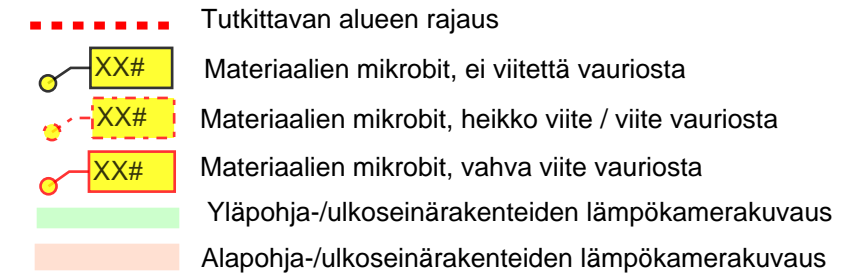 Tutkittavan alueen rajaus
XX# Materiaalien mikrobit, ei viitettä vauriosta
XX# Materiaalien mikrobit, heikko viite / viite vauriosta
XX# Materiaalien mikrobit, vahva viite vauriosta
Yläpohja-/ulkoseinärakenteiden lämpökamerakuvaus
Alapohja-/ulkoseinärakenteiden lämpökamerakuvaus